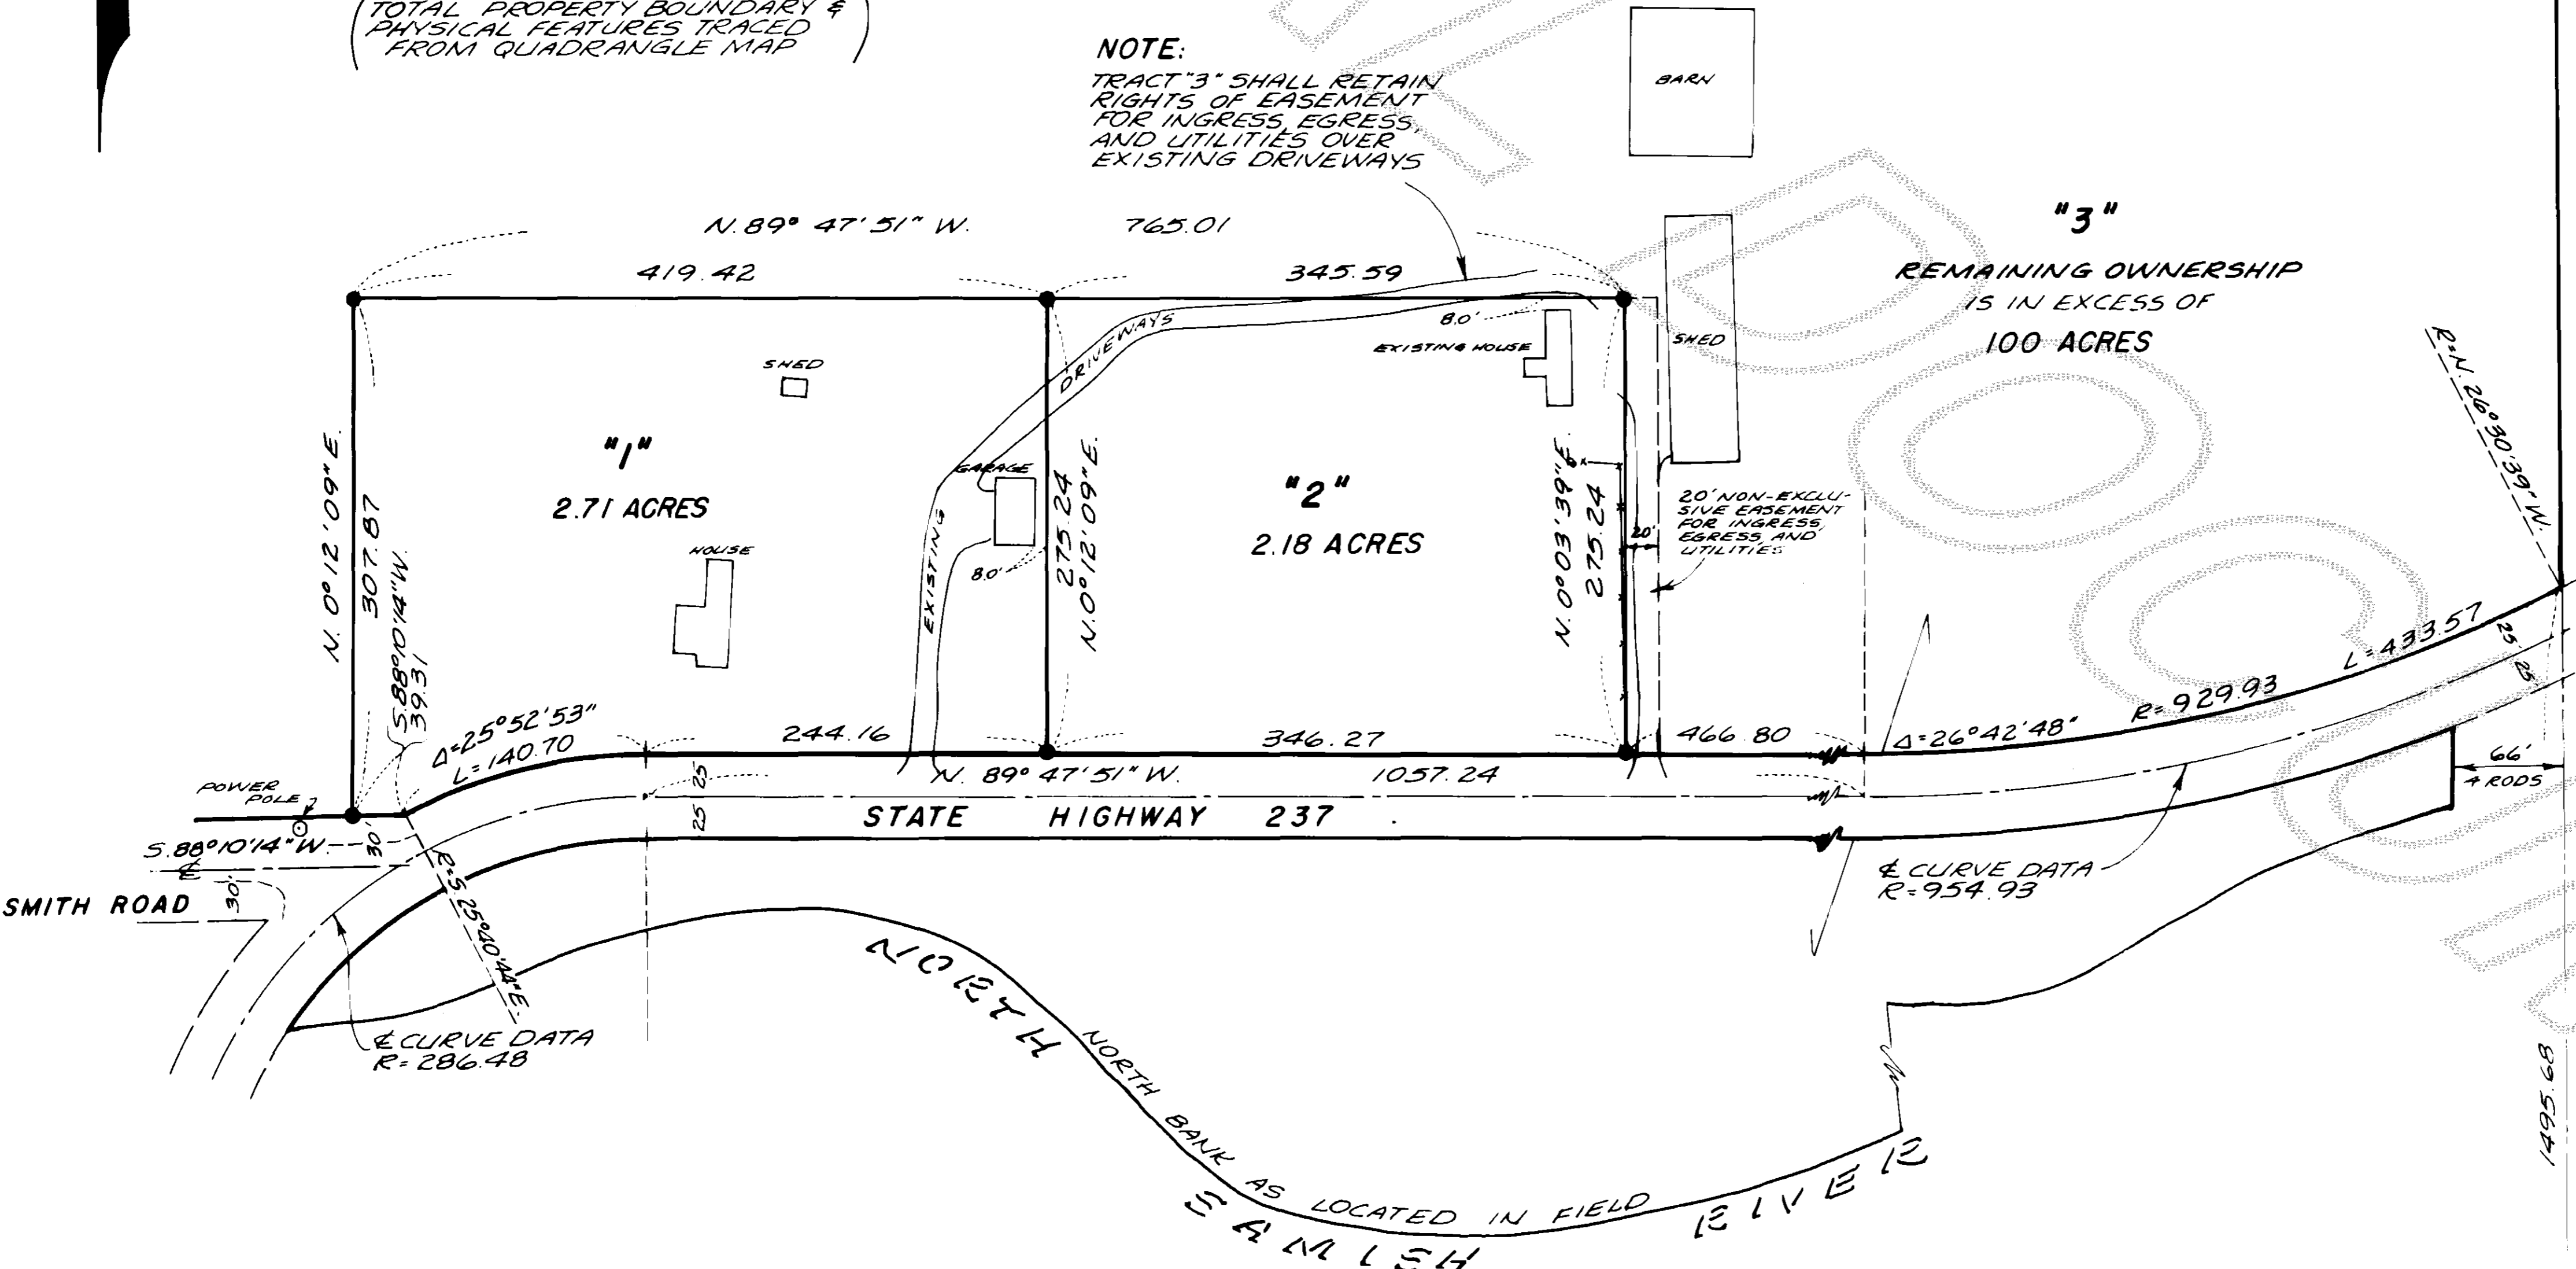 TOTAL PROPERTY BOUNDARY &
PHYSICAL FEATURES TRACED
FROM QUADRANGLE MAP
NOTE:
TRACT "3" SHALL RETAIN
RIGHTS OF EASEMENT
FOR INGRESS, EGRESS,
AND UTILITIES OVER
EXISTING DRIVEWAYS
BARN
"3"
REMAINING OWNERSHIP
IS IN EXCESS OF
100 ACRES
N. 89° 47' 51" W. 765.01
419.42
345.59
8.0'
EXISTING HOUSE
SHED
SHED
EXISTING DRIVEWAYS
"1"
2.71 ACRES
HOUSE
GARAGE
8.0'
"2"
2.18 ACRES
N. 0° 12' 09" E.
307.87
S. 88° 10' 14" W.
39.31
275.24
N. 0° 12' 09" E.
N. 0° 03' 39" E.
275.24
20'
20' NON-EXCLU-
SIVE EASEMENT
FOR INGRESS,
EGRESS, AND
UTILITIES
R=N. 26° 30' 39" W.
Δ=25° 52' 53"
L=140.70
244.16
346.27
466.80
Δ=26° 42' 48"
R=929.93
L=433.57
25
25
POWER
POLE
N. 89° 47' 51" W. 1057.24
25
25
STATE HIGHWAY 237
66'
4 RODS
S. 88° 10' 14" W.
30'
℄
30'
SMITH ROAD
R=S. 25° 40' 44" E.
℄ CURVE DATA
R=954.93
℄ CURVE DATA
R=286.48
NORTH
NORTH BANK AS LOCATED IN FIELD
SAMISH RIVER
1495.68